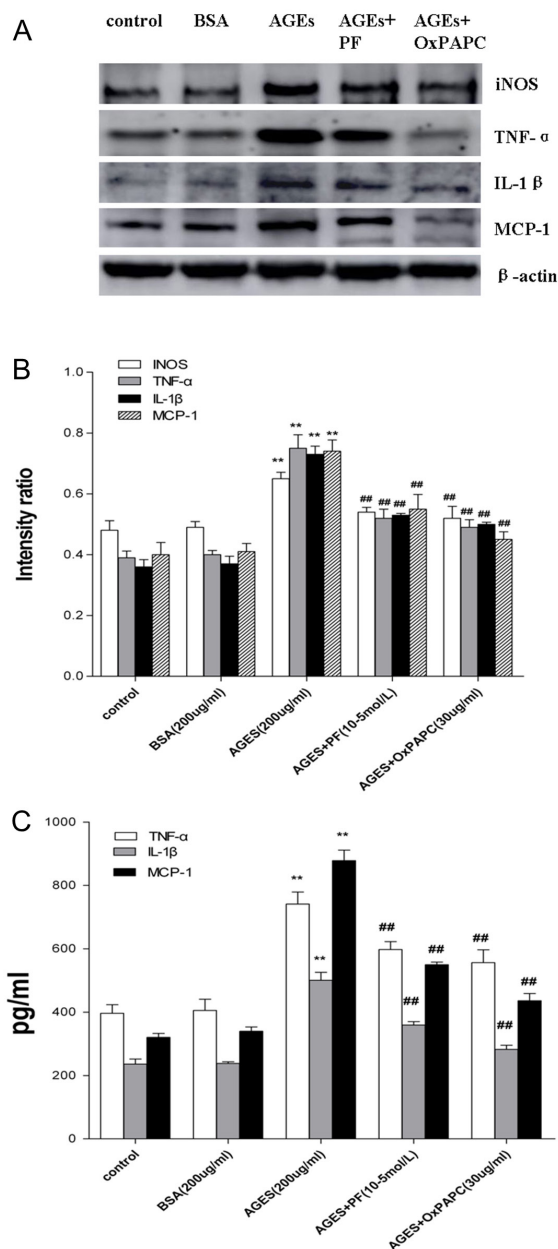 A
control BSA AGEs AGEs+ AGEs+
PF OxPAPC
iNOS
TNF- α
IL-1 β
MCP-1
β -actin
B
INOS
TNF-α
IL-1β
MCP-1
1.0
0.8
0.6
0.4
0.2
0.0
Intensity ratio
** ** ** **
## ## ## ##
## ## ## ##
control
BSA(200ug/ml)
AGES(200ug/ml)
AGES+PF(10-5mol/L)
AGES+OxPAPC(30ug/ml)
C
TNF-α
IL-1β
MCP-1
1000
800
600
400
200
0
pg/ml
** ** **
## ## ##
## ## ##
control
BSA(200ug/ml)
AGES(200ug/ml)
AGES+PF(10-5mol/L)
AGES+OxPAPC(30ug/ml)